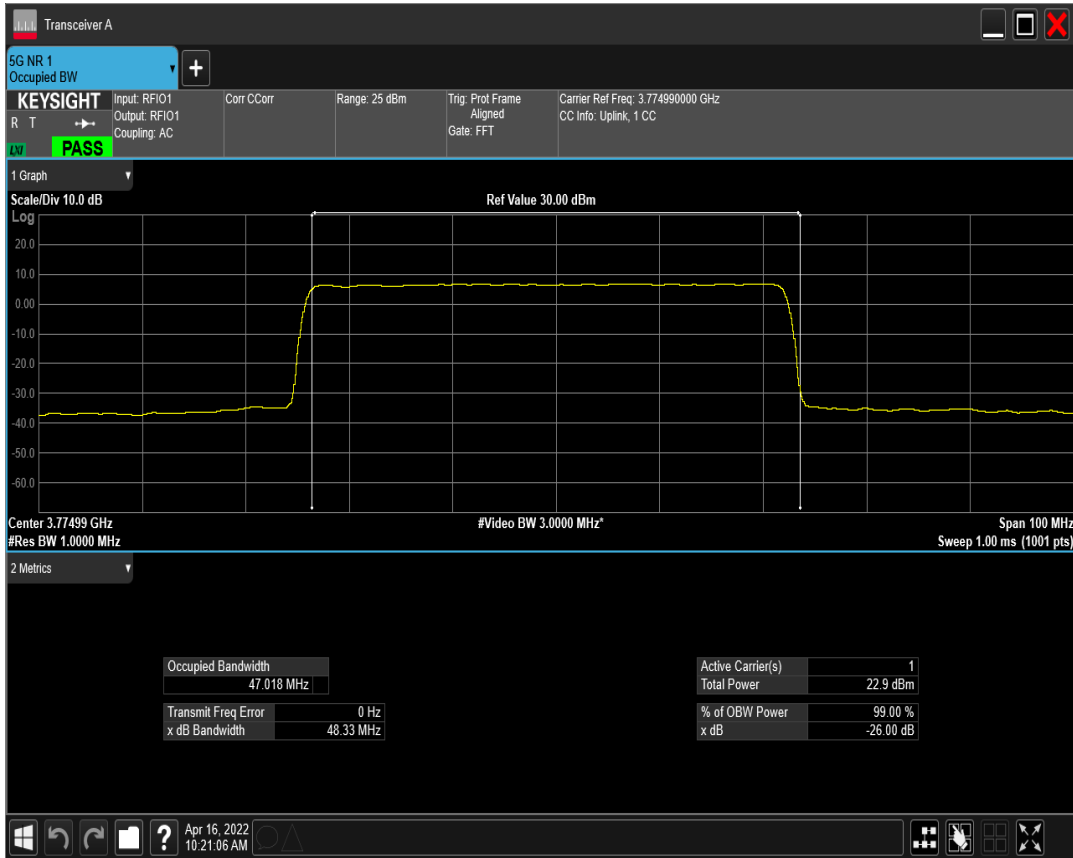 Transceiver A
5G NR 1
Occupied BW
KEYSIGHT
R T
LXI
PASS
Input: RFIO1
Output: RFIO1
Coupling: AC
Corr CCorr
Range: 25 dBm
Trig: Prot Frame
Aligned
Gate: FFT
Carrier Ref Freq: 3.774990000 GHz
CC Info: Uplink, 1 CC
1 Graph
Scale/Div 10.0 dB
Ref Value 30.00 dBm
Log
20.0
10.0
0.00
-10.0
-20.0
-30.0
-40.0
-50.0
-60.0
Center 3.77499 GHz
#Video BW 3.0000 MHz*
Span 100 MHz
#Res BW 1.0000 MHz
Sweep 1.00 ms (1001 pts)
2 Metrics
Occupied Bandwidth
47.018 MHz
Transmit Freq Error 0 Hz
x dB Bandwidth 48.33 MHz
Active Carrier(s) 1
Total Power 22.9 dBm
% of OBW Power 99.00 %
x dB -26.00 dB
?
Apr 16, 2022
10:21:06 AM